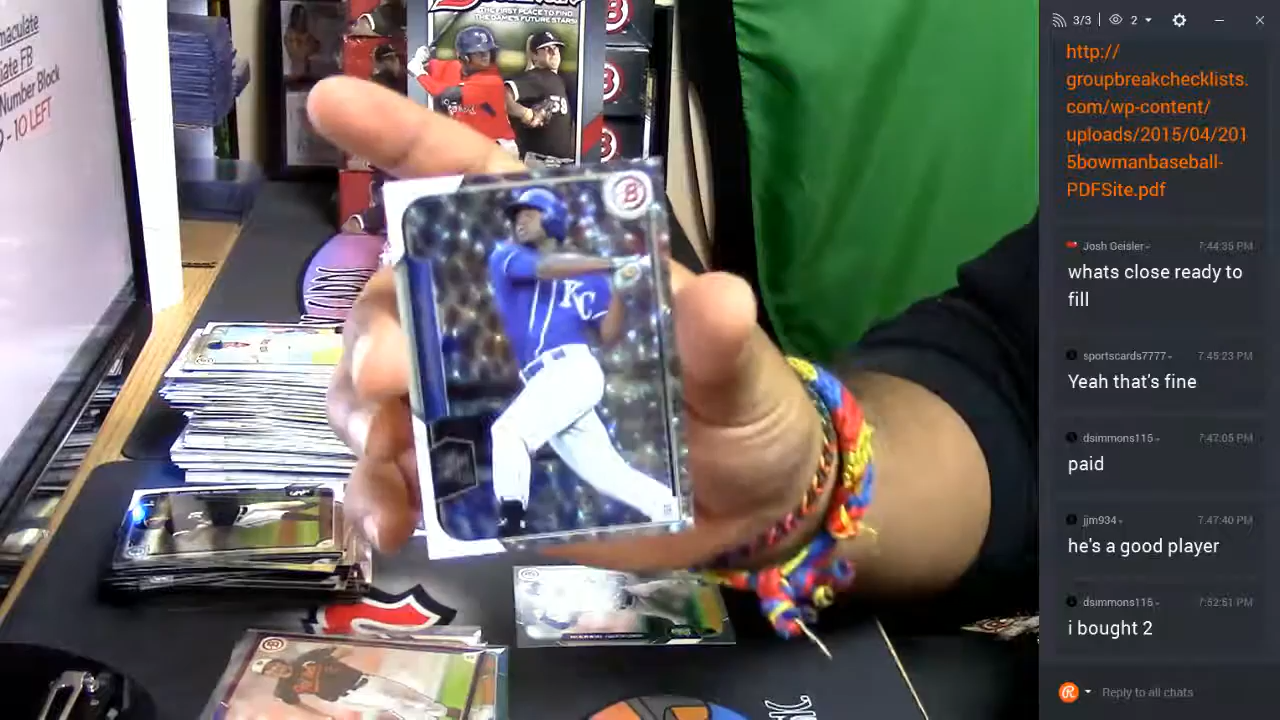 maculate
iate FB
Number Block
- 10 LEFT
THE FIRST PLACE TO FIND
THE GAME'S FUTURE STARS!
B
B
B
B
KC
3/3
2
http://
groupbreakchecklists.
com/wp-content/
uploads/2015/04/201
5bowmanbaseball-
PDFSite.pdf
Josh Geisler
7:44:35 PM
whats close ready to
fill
sportscards7777
7:45:23 PM
Yeah that's fine
dsimmons115
7:47:05 PM
paid
jjm934
7:47:40 PM
he's a good player
dsimmons115
7:52:51 PM
i bought 2
Reply to all chats